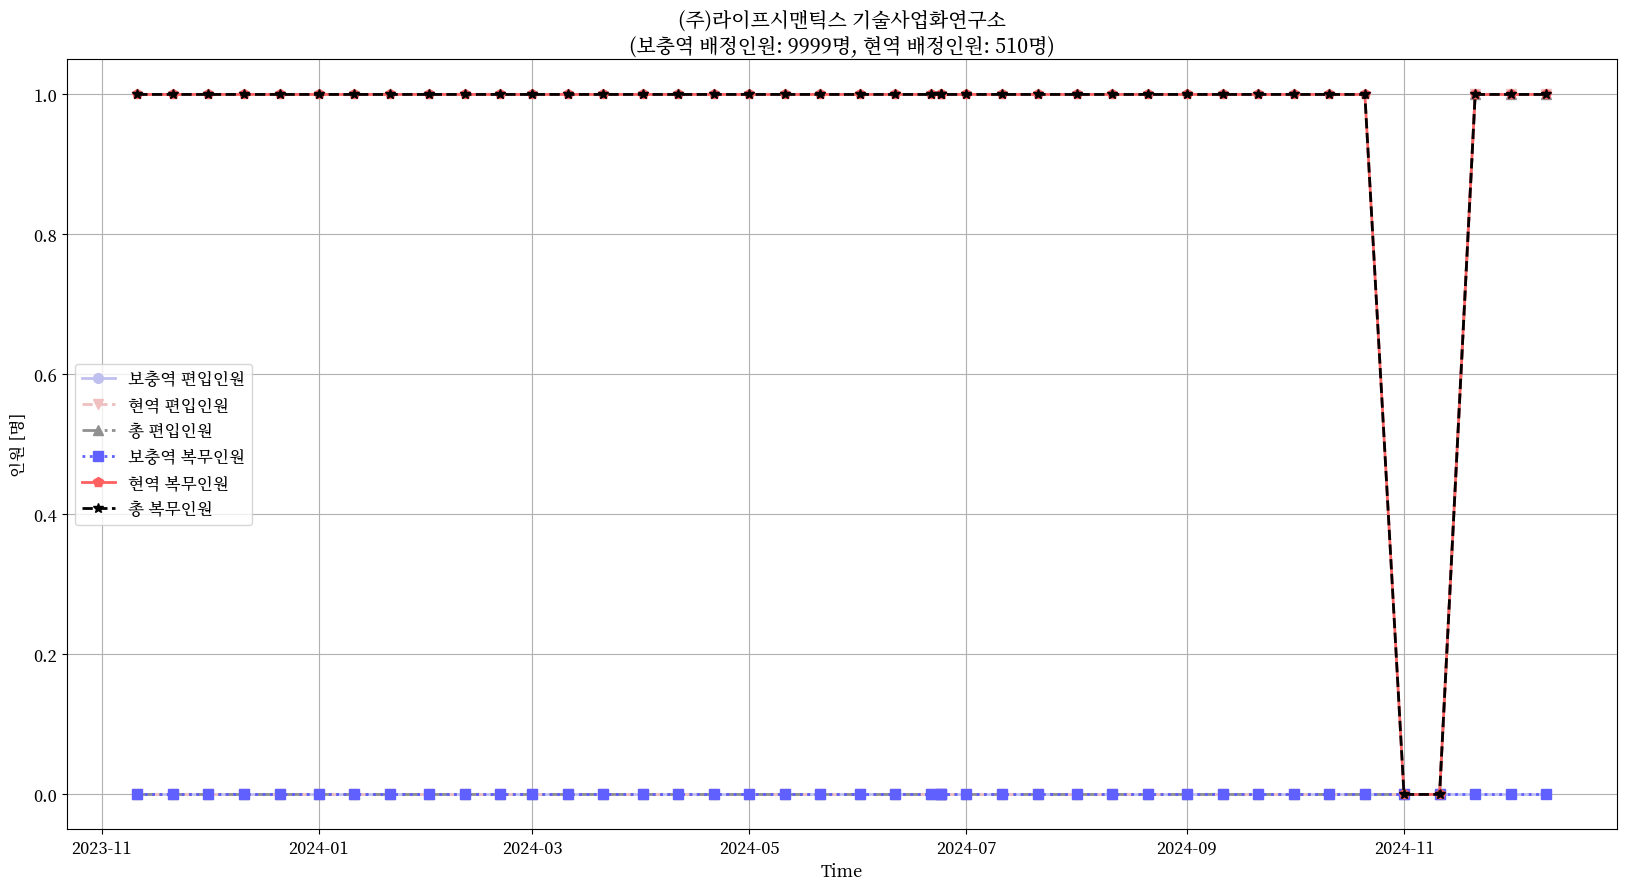 (주)라이프시맨틱스 기술사업화연구소
(보충역 배정인원: 9999명, 현역 배정인원: 510명)
인원 [명]
1.0
0.8
0.6
0.4
0.2
0.0
보충역 편입인원
현역 편입인원
총 편입인원
보충역 복무인원
현역 복무인원
총 복무인원
2023-11 2024-01 2024-03 2024-05 2024-07 2024-09 2024-11
Time